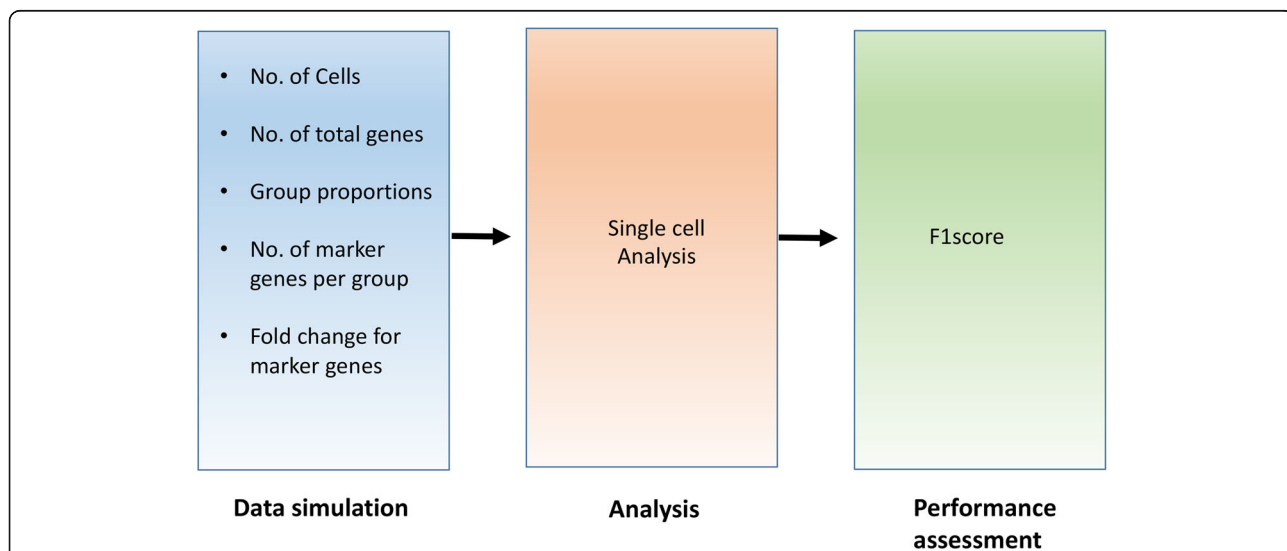 • No. of Cells
• No. of total genes
• Group proportions
• No. of marker
genes per group
• Fold change for
marker genes
Single cell
Analysis
F1score
Data simulation
Analysis
Performance
assessment